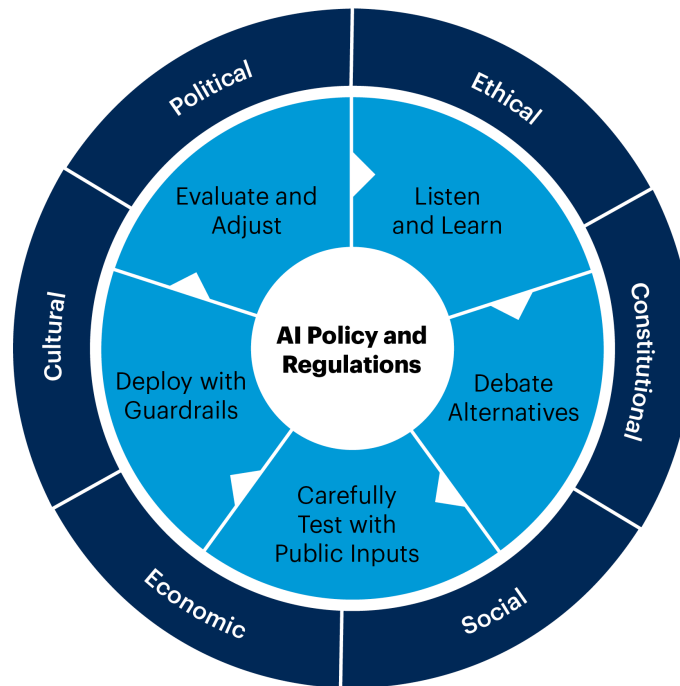 Political
Ethical
Evaluate and
Adjust
Listen
and Learn
Cultural
Constitutional
AI Policy and
Regulations
Deploy with
Guardrails
Debate
Alternatives
Carefully
Test with
Public Inputs
Economic
Social